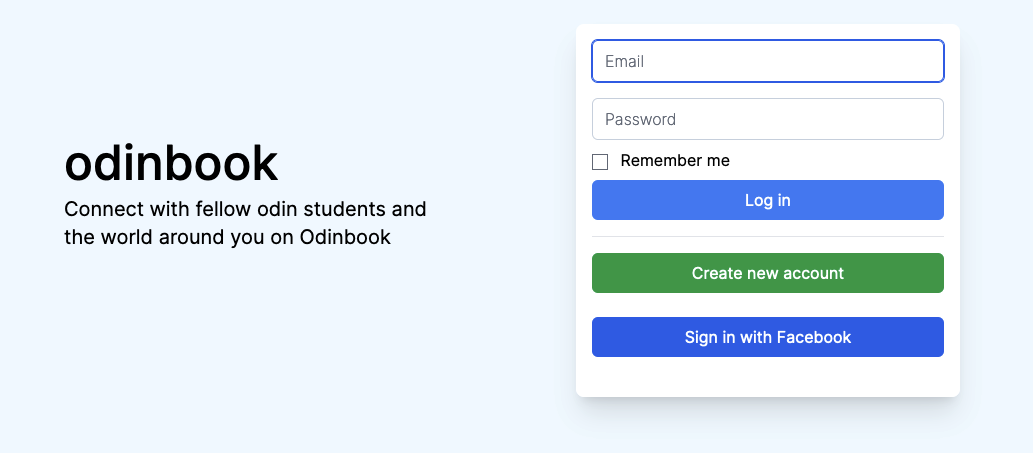 odinbook
Connect with fellow odin students and
the world around you on Odinbook
Email
Password
Remember me
Log in
Create new account
Sign in with Facebook